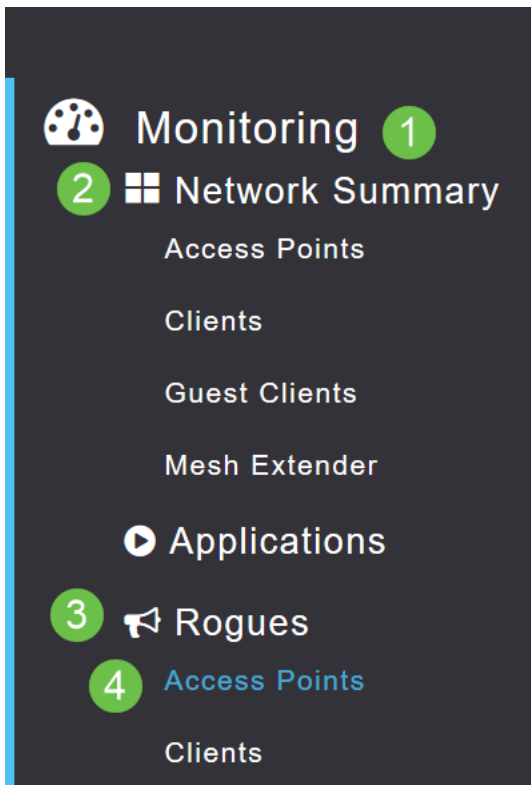 Monitoring 1
2 Network Summary
Access Points
Clients
Guest Clients
Mesh Extender
Applications
3 Rogues
4 Access Points
Clients